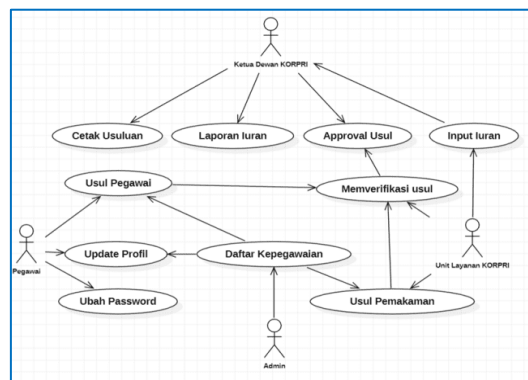 Ketua Dewan KORPRI
Cetak Usuluan
Laporan Iuran
Approval Usul
Input Iuran
Usul Pegawai
Memverifikasi usul
Pegawai
Update Profil
Daftar Kepegawaian
Unit Layanan KORPRI
Ubah Password
Usul Pemakaman
Admin